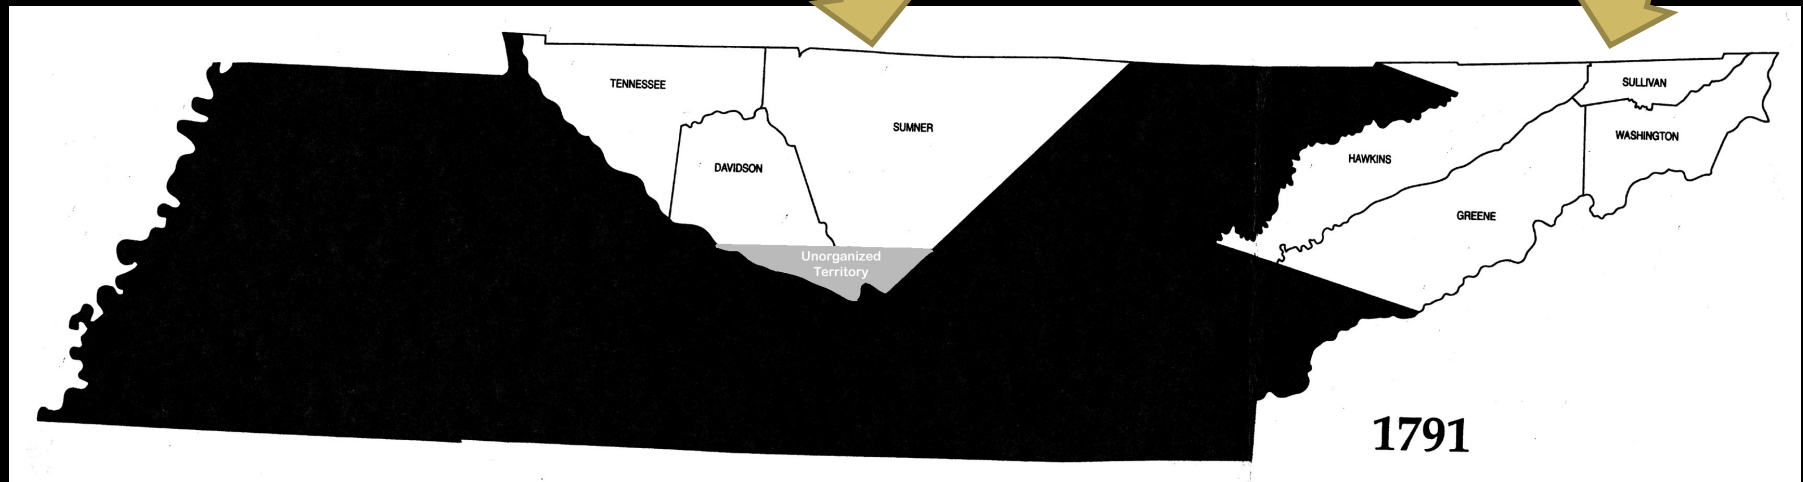 TENNESSEE
SUMNER
DAVIDSON
Unorganized
Territory
SULLIVAN
WASHINGTON
HAWKINS
GREENE
1791